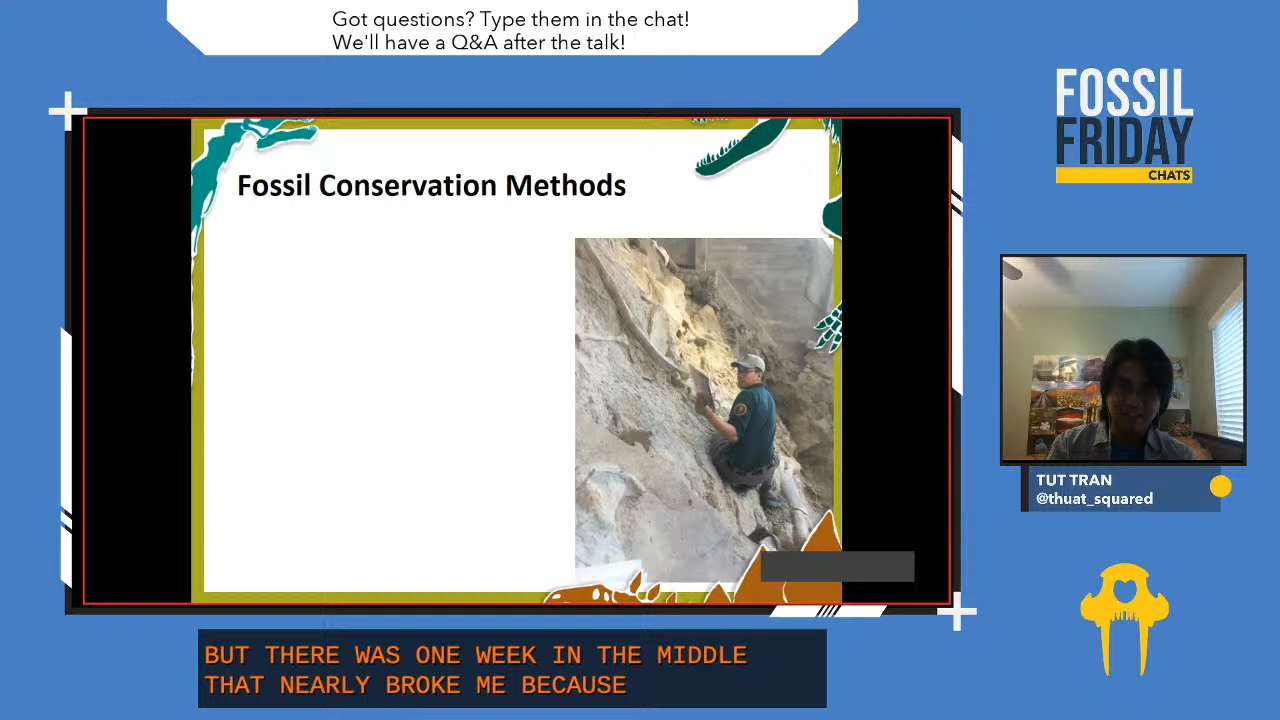 Got questions? Type them in the chat!
We'll have a Q&A after the talk!
FOSSIL
FRIDAY
CHATS
Fossil Conservation Methods
TUT TRAN
@thuat_squared
BUT THERE WAS ONE WEEK IN THE MIDDLE
THAT NEARLY BROKE ME BECAUSE